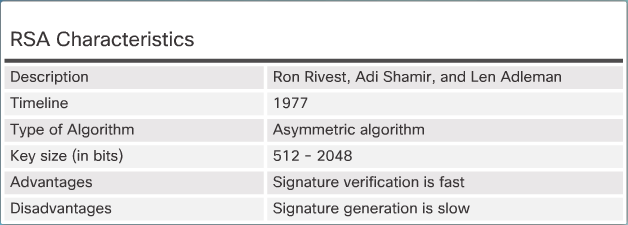 RSA Characteristics
Description Ron Rivest, Adi Shamir, and Len Adleman
Timeline 1977
Type of Algorithm Asymmetric algorithm
Key size (in bits) 512 - 2048
Advantages Signature verification is fast
Disadvantages Signature generation is slow